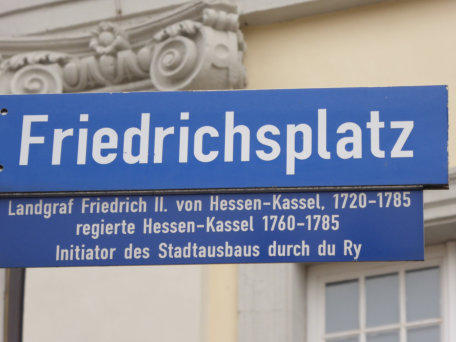 Friedrichsplatz
Landgraf Friedrich II. von Hessen-Kassel, 1720-1785
regierte Hessen-Kassel 1760-1785
Initiator des Stadtausbaus durch du Ry